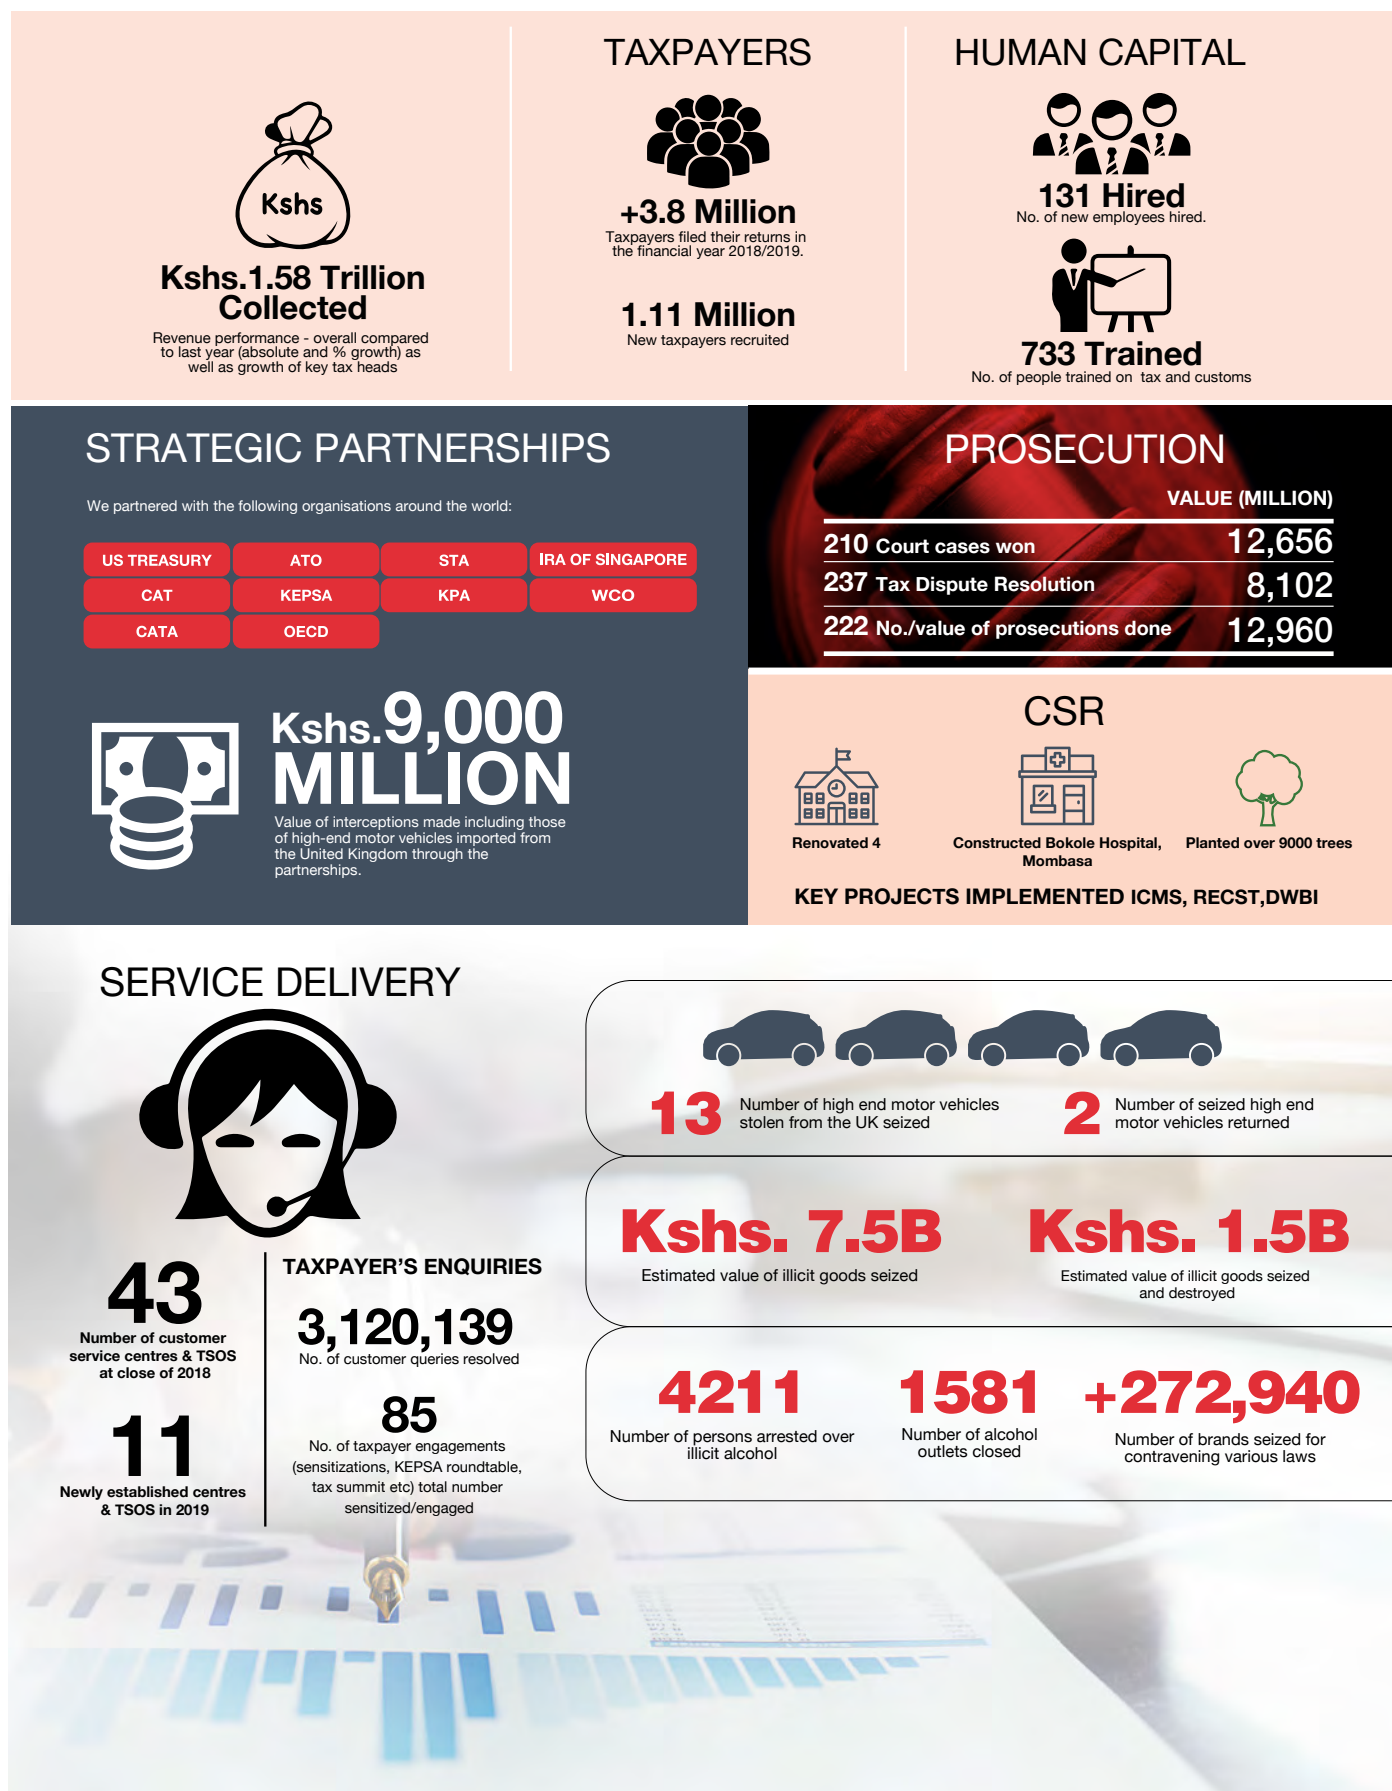 Kshs
Kshs.1.58 Trillion
Collected
Revenue performance - overall compared
to last year (absolute and % growth) as
well as growth of key tax heads
TAXPAYERS
+3.8 Million
Taxpayers filed their returns in
the financial year 2018/2019.
1.11 Million
New taxpayers recruited
HUMAN CAPITAL
131 Hired
No. of new employees hired.
733 Trained
No. of people trained on tax and customs
STRATEGIC PARTNERSHIPS
We partnered with the following organisations around the world:
US TREASURY ATO STA IRA OF SINGAPORE
CAT KEPSA KPA WCO
CATA OECD
Kshs.9,000
MILLION
Value of interceptions made including those
of high-end motor vehicles imported from
the United Kingdom through the
partnerships.
PROSECUTION
VALUE (MILLION)
210 Court cases won 12,656
237 Tax Dispute Resolution 8,102
222 No./value of prosecutions done 12,960
CSR
Renovated 4
Constructed Bokole Hospital,
Mombasa
Planted over 9000 trees
KEY PROJECTS IMPLEMENTED ICMS, RECST,DWBI
SERVICE DELIVERY
43
Number of customer
service centres & TSOS
at close of 2018
11
Newly established centres
& TSOS in 2019
TAXPAYER'S ENQUIRIES
3,120,139
No. of customer queries resolved
85
No. of taxpayer engagements
(sensitizations, KEPSA roundtable,
tax summit etc) total number
sensitized/engaged
13
Number of high end motor vehicles
stolen from the UK seized
2
Number of seized high end
motor vehicles returned
Kshs. 7.5B
Estimated value of illicit goods seized
Kshs. 1.5B
Estimated value of illicit goods seized
and destroyed
4211
Number of persons arrested over
illicit alcohol
1581
Number of alcohol
outlets closed
+272,940
Number of brands seized for
contravening various laws